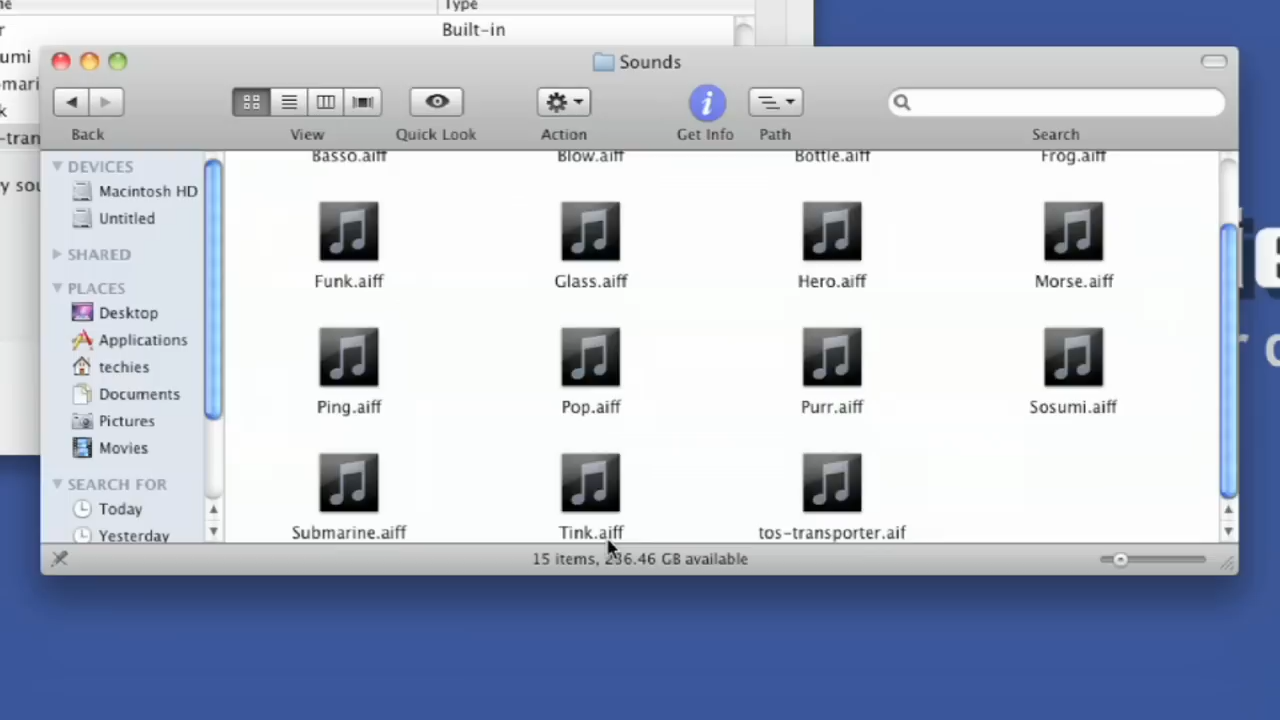 Type
Built-in
Sounds
Back
View
Quick Look
Action
Get Info
Path
Search
DEVICES
Macintosh HD
Untitled
SHARED
PLACES
Desktop
Applications
techies
Documents
Pictures
Movies
SEARCH FOR
Today
Yesterday
Basso.aiff
Blow.aiff
Bottle.aiff
Frog.aiff
Funk.aiff
Glass.aiff
Hero.aiff
Morse.aiff
Ping.aiff
Pop.aiff
Purr.aiff
Sosumi.aiff
Submarine.aiff
Tink.aiff
tos-transporter.aif
15 items, 236.46 GB available